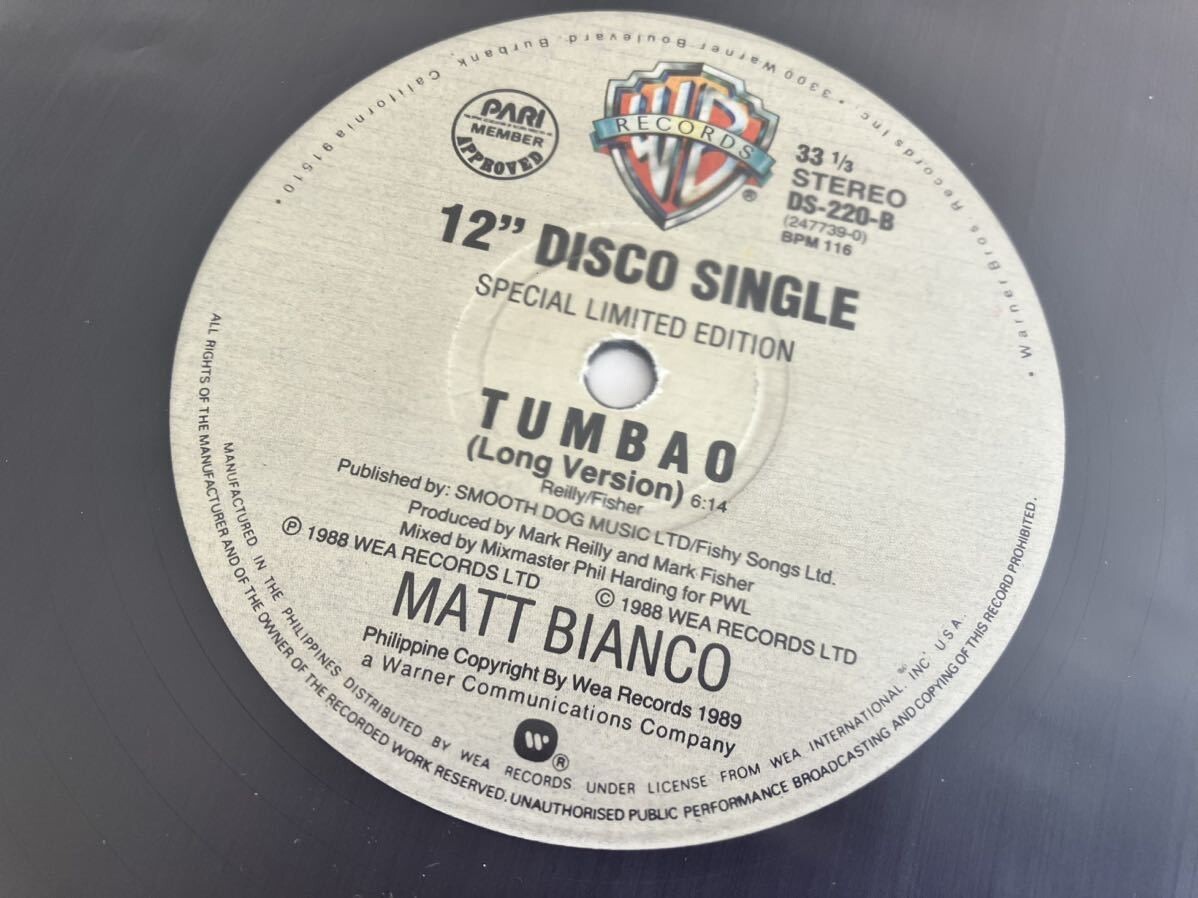 • Warner Bros. Records Inc. • 3300 Warner Boulevard, Burbank, California 91510 •
PARI
MEMBER
APPROVED
WB
RECORDS
®
33 1/3
STEREO
DS-220-B
(247739-0)
BPM 116
12” DISCO SINGLE
SPECIAL LIMITED EDITION
TUMBAO
(Long Version) 6:14
Reilly/Fisher
Published by: SMOOTH DOG MUSIC LTD/Fishy Songs Ltd.
Produced by Mark Reilly and Mark Fisher
Mixed by Mixmaster Phil Harding for PWL
℗ 1988 WEA RECORDS LTD
© 1988 WEA RECORDS LTD
MATT BIANCO
Philippine Copyright By Wea Records 1989
a Warner Communications Company
®
MANUFACTURED IN THE PHILIPPINES DISTRIBUTED BY WEA RECORDS UNDER LICENSE FROM WEA INTERNATIONAL, INC U.S.A.
ALL RIGHTS OF THE MANUFACTURER AND OF THE OWNER OF THE RECORDED WORK RESERVED. UNAUTHORISED PUBLIC PERFORMANCE BROADCASTING AND COPYING OF THIS RECORD PROHIBITED.